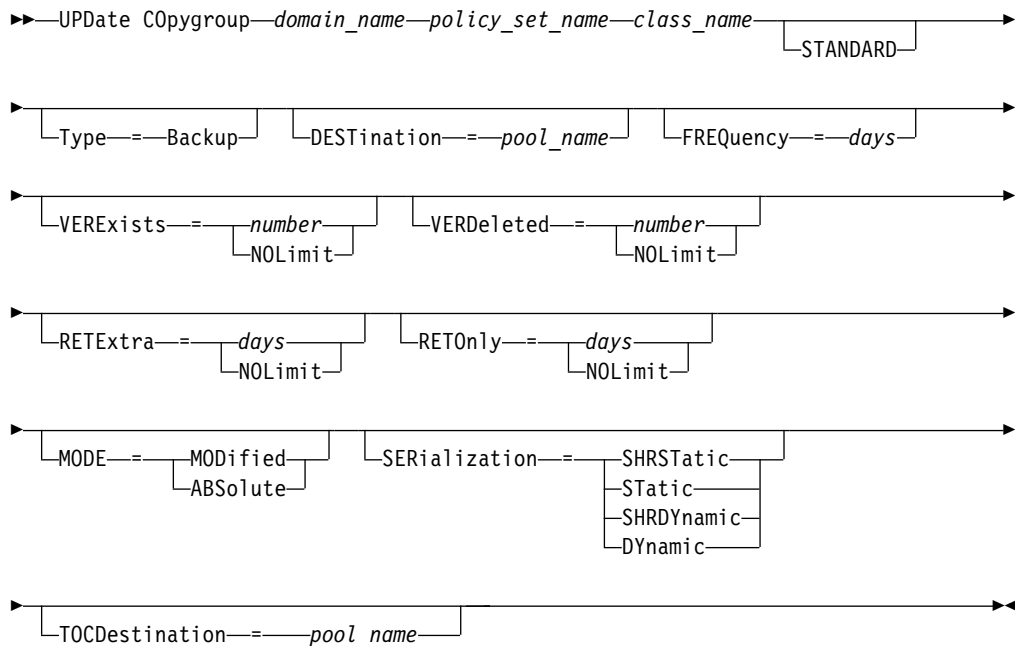 UPDate COpygroup domain_name policy_set_name class_name
STANDARD
Type = Backup DESTination = pool_name FREQuency = days
VERExists = number VERDeleted = number
NOLimit NOLimit
RETExtra = days RETOnly = days
NOLimit NOLimit
MODE = MODified SERialization = SHRSTatic
ABSolute STatic
SHRDYnamic
DYnamic
TOCDestination = pool name